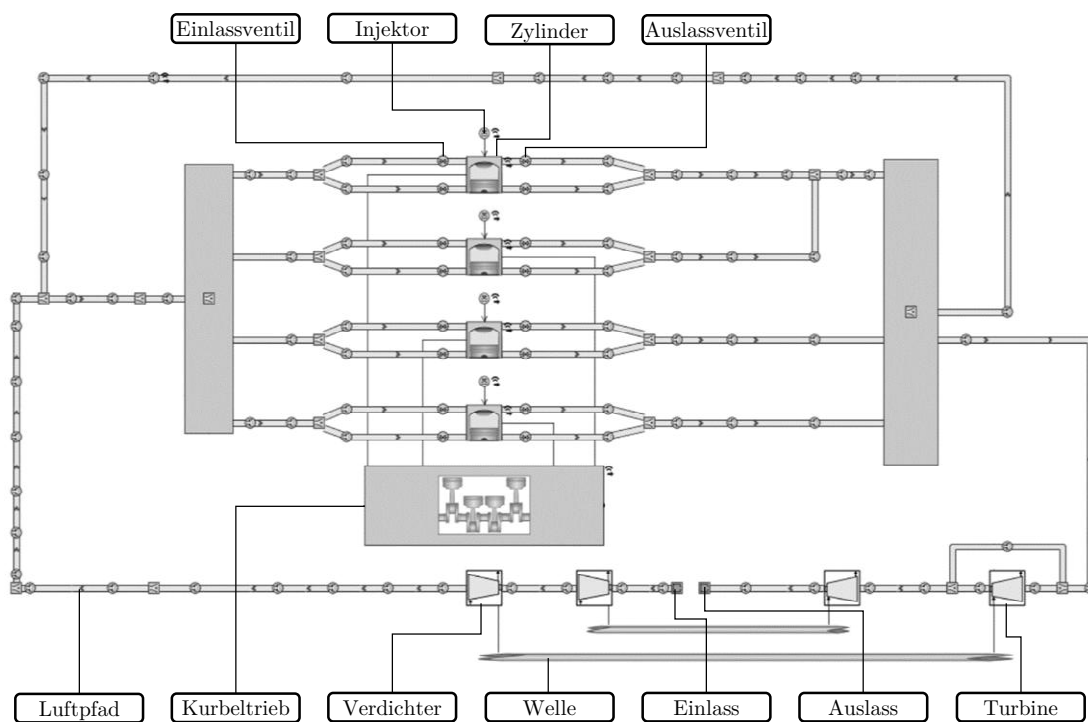 Einlassventil Injektor Zylinder Auslassventil
Luftpfad Kurbeltrieb Verdichter Welle Einlass Auslass Turbine